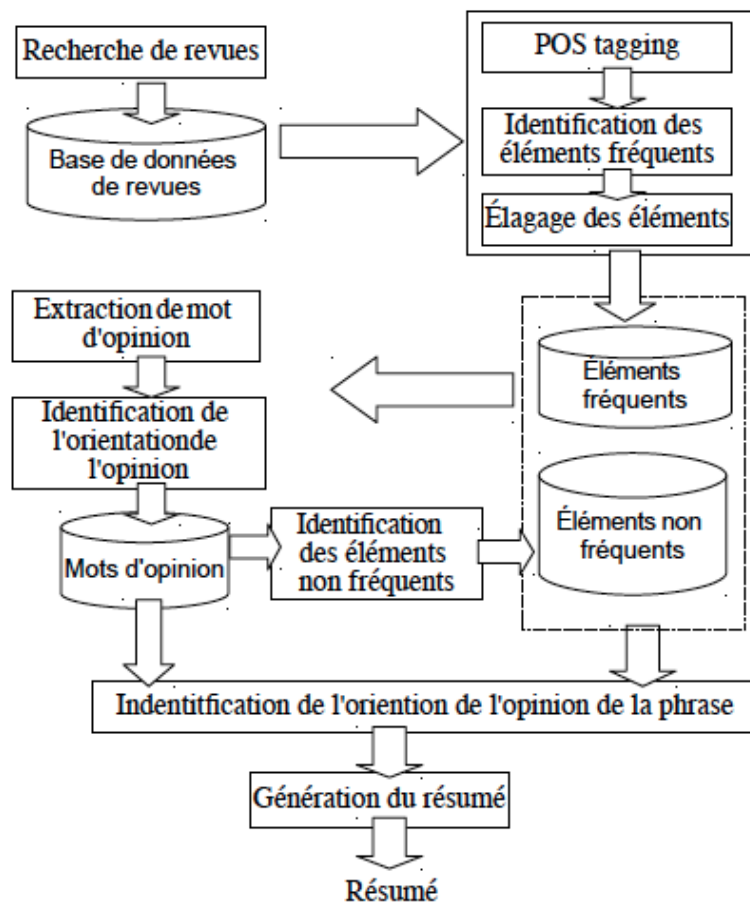 Recherche de revues
Base de données
de revues
POS tagging
Identification des
éléments fréquents
Élagage des éléments
Extraction de mot
d'opinion
Identification de
l'orientationde
l'opinion
Mots d'opinion
Identification
des éléments
non fréquents
Éléments
fréquents
Éléments non
fréquents
Indentitfication de l'oriention de l'opinion de la phrase
Génération du résumé
Résumé